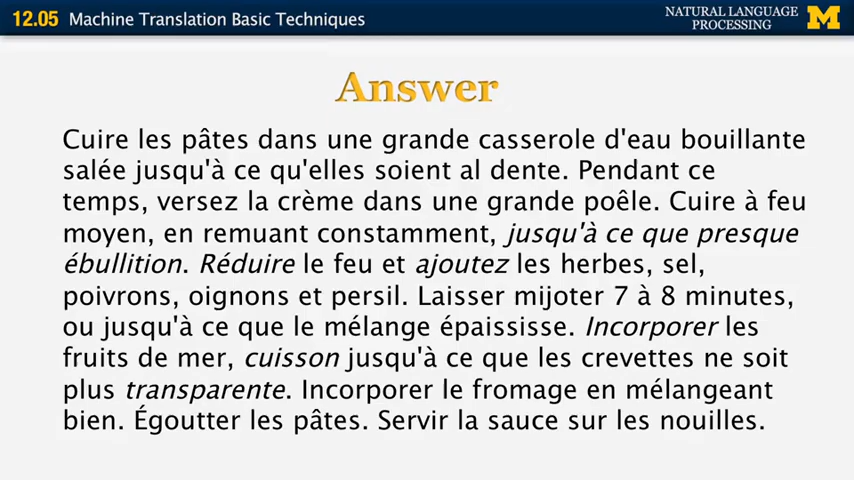 12.05 Machine Translation Basic Techniques
NATURAL LANGUAGE
PROCESSING
M
Answer
Cuire les pâtes dans une grande casserole d'eau bouillante
salée jusqu'à ce qu'elles soient al dente. Pendant ce
temps, versez la crème dans une grande poêle. Cuire à feu
moyen, en remuant constamment, jusqu'à ce que presque
ébullition. Réduire le feu et ajoutez les herbes, sel,
poivrons, oignons et persil. Laisser mijoter 7 à 8 minutes,
ou jusqu'à ce que le mélange épaississe. Incorporer les
fruits de mer, cuisson jusqu'à ce que les crevettes ne soit
plus transparente. Incorporer le fromage en mélangeant
bien. Égoutter les pâtes. Servir la sauce sur les nouilles.